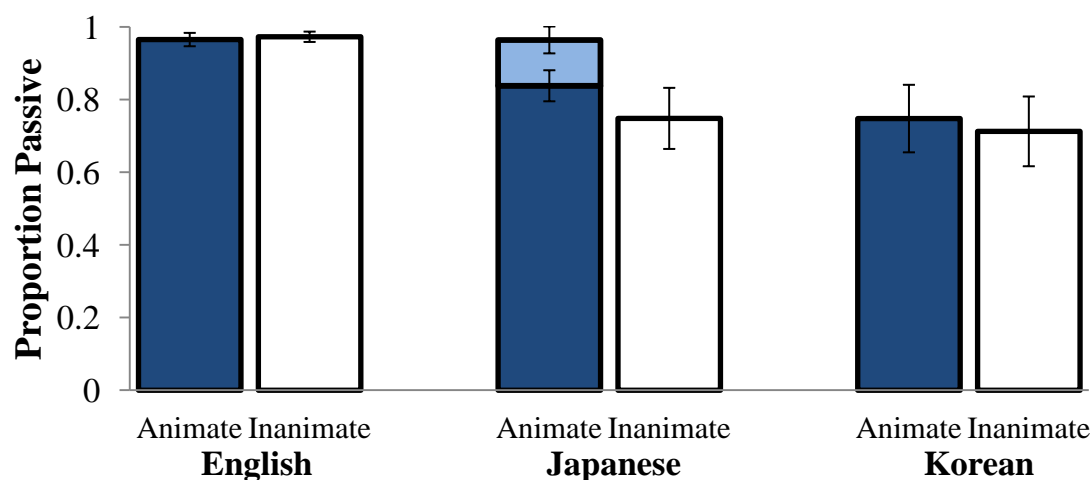 Proportion Passive
1
0.8
0.6
0.4
0.2
0
Animate Inanimate Animate Inanimate Animate Inanimate
English Japanese Korean